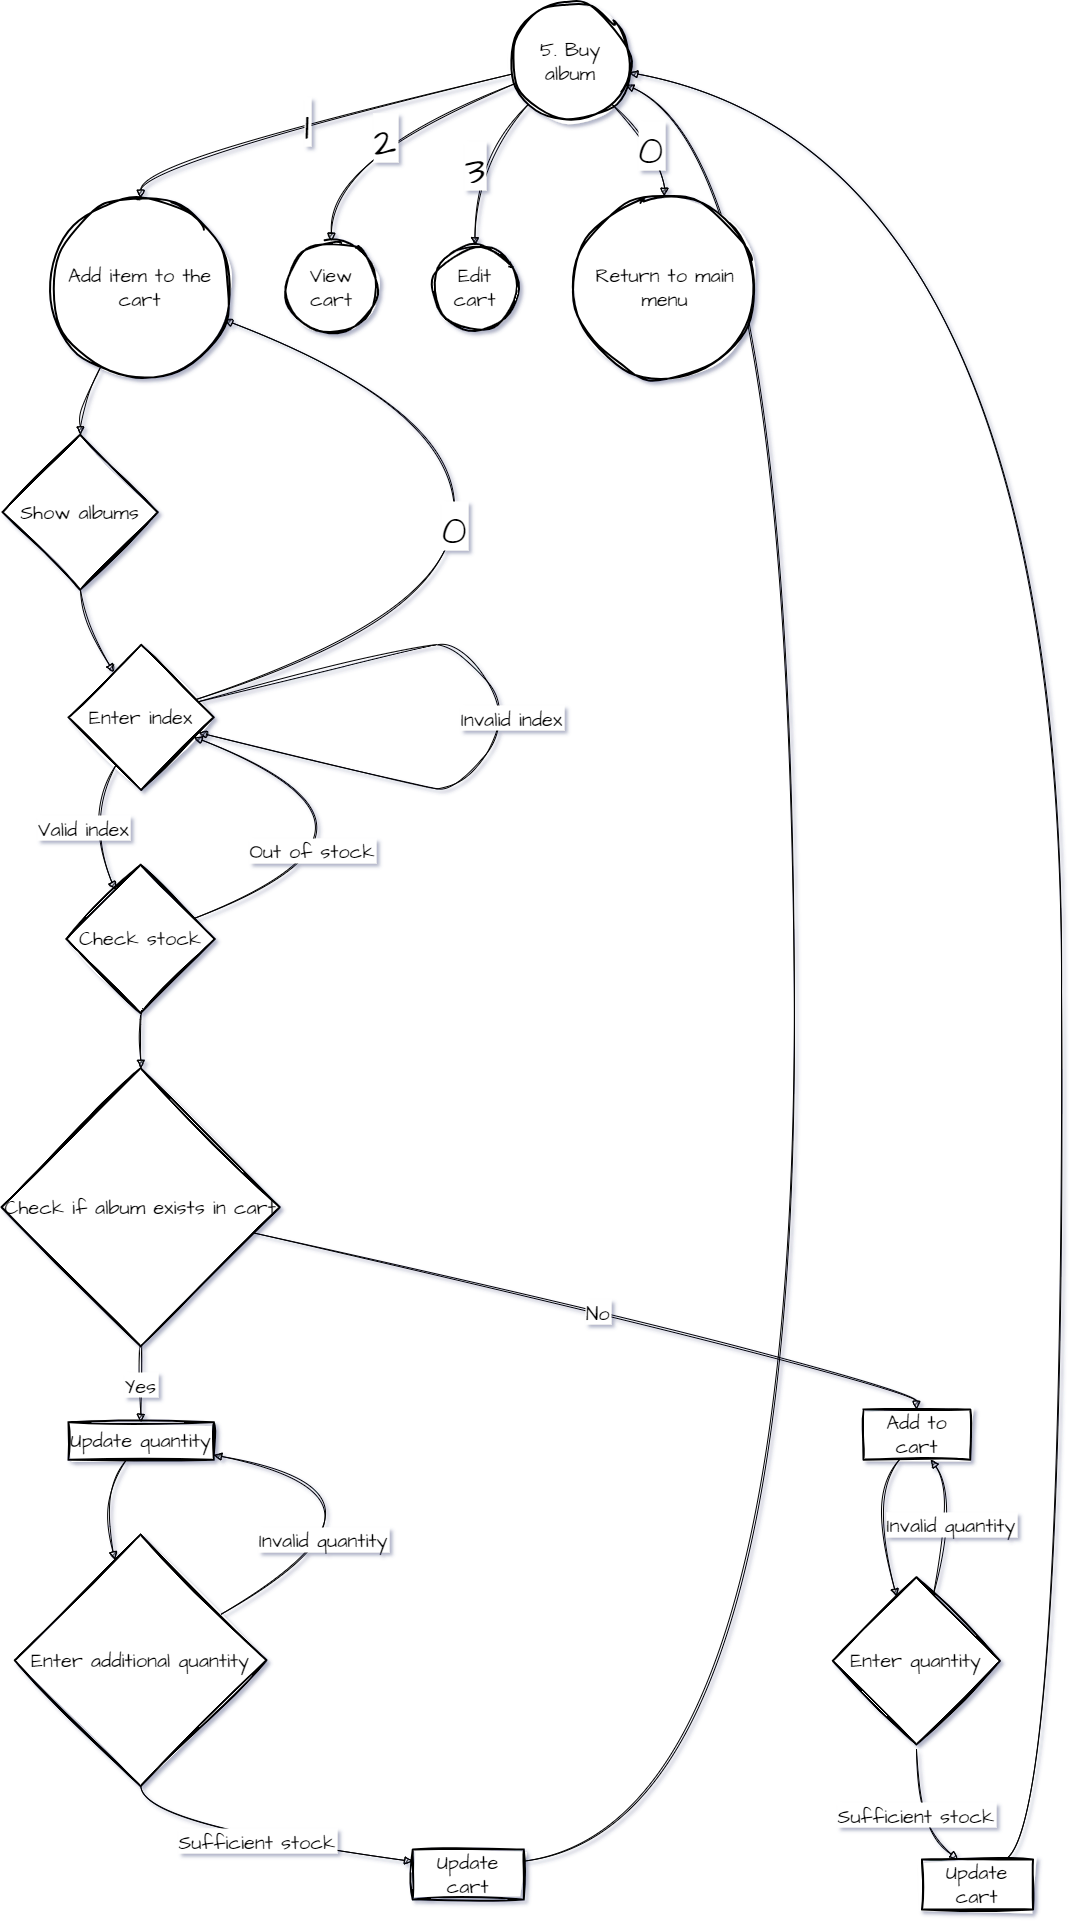 5. Buy
album
1
2
3
0
Add item to the
cart
View
cart
Edit
cart
Return to main
menu
Show albums
0
Enter index
Invalid index
Valid index
Out of stock
Check stock
Check if album exists in cart
No
Yes
Update quantity
Add to
cart
Invalid quantity
Invalid quantity
Enter additional quantity
Enter quantity
Sufficient stock
Sufficient stock
Update
cart
Update
cart